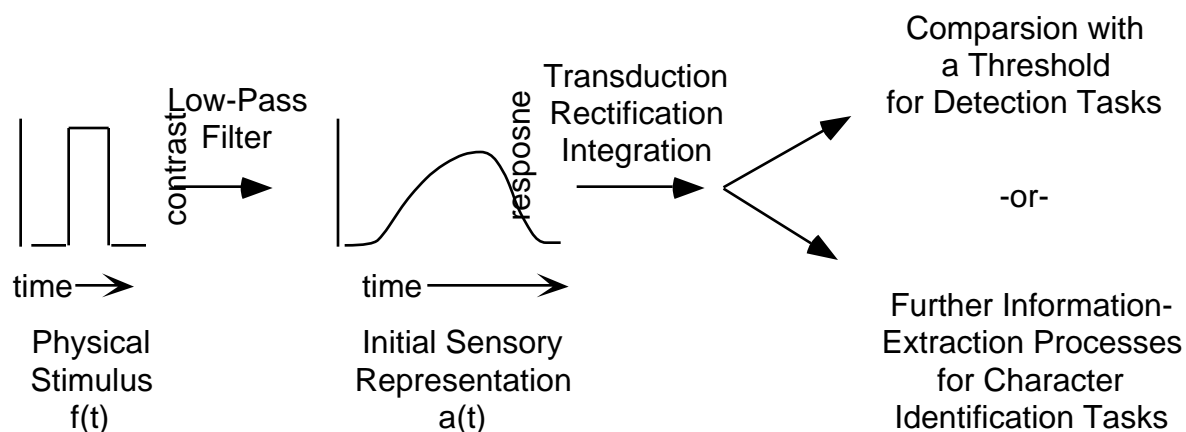 contrast
Low-Pass
Filter
time
Physical
Stimulus
f(t)
resposne
time
Initial Sensory
Representation
a(t)
Transduction
Rectification
Integration
Comparsion with
a Threshold
for Detection Tasks
-or-
Further Information-
Extraction Processes
for Character
Identification Tasks